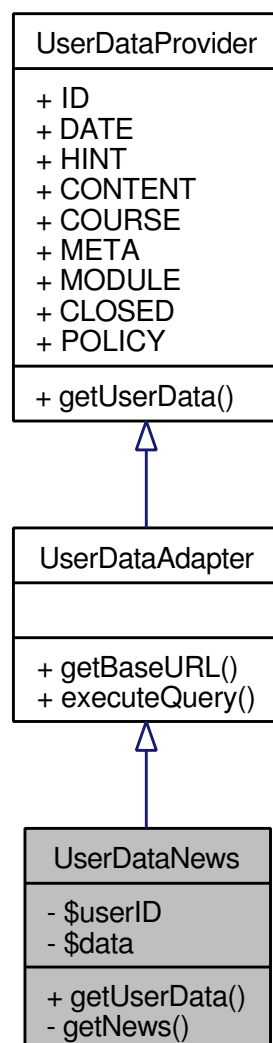 UserDataProvider
+ ID
+ DATE
+ HINT
+ CONTENT
+ COURSE
+ META
+ MODULE
+ CLOSED
+ POLICY
+ getUserData()
UserDataAdapter
+ getBaseURL()
+ executeQuery()
UserDataNews
- $userID
- $data
+ getUserData()
- getNews()